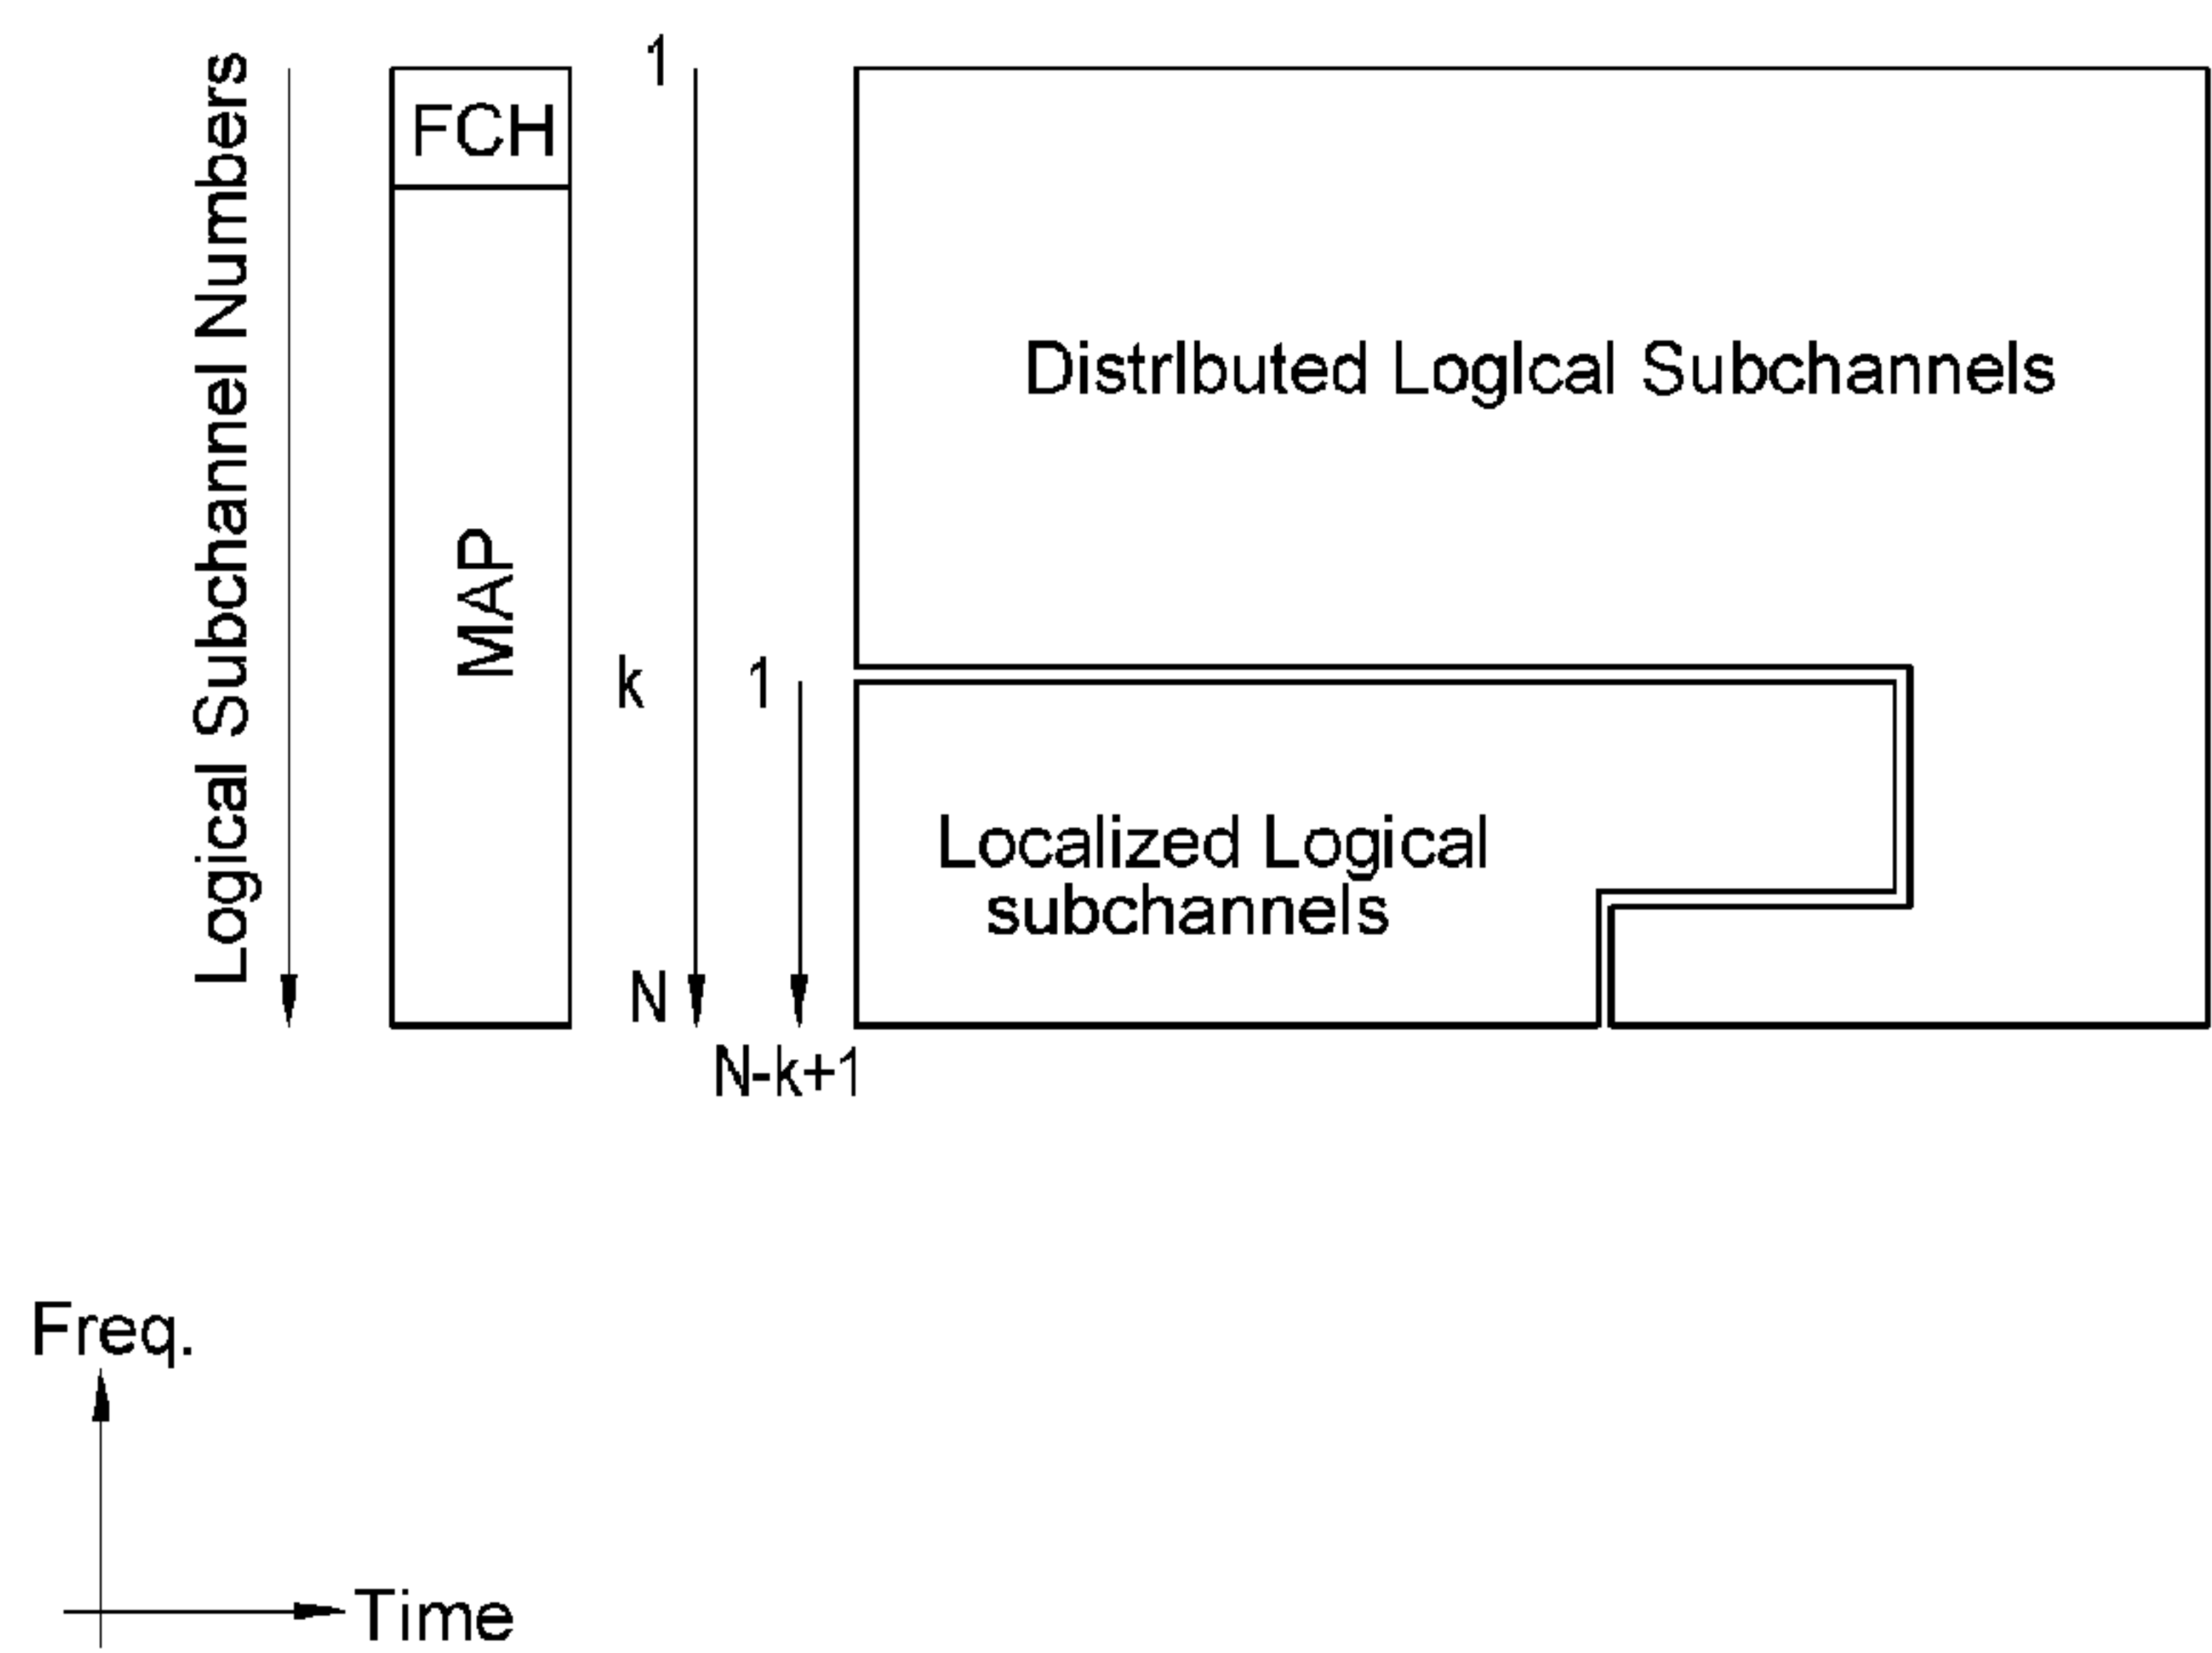 Logical Subchannel Numbers
FCH
MAP
1
k
N
1
N-k+1
Distrlbuted Loglcal Subchannels
Localized Logical
subchannels
Freq.
Time